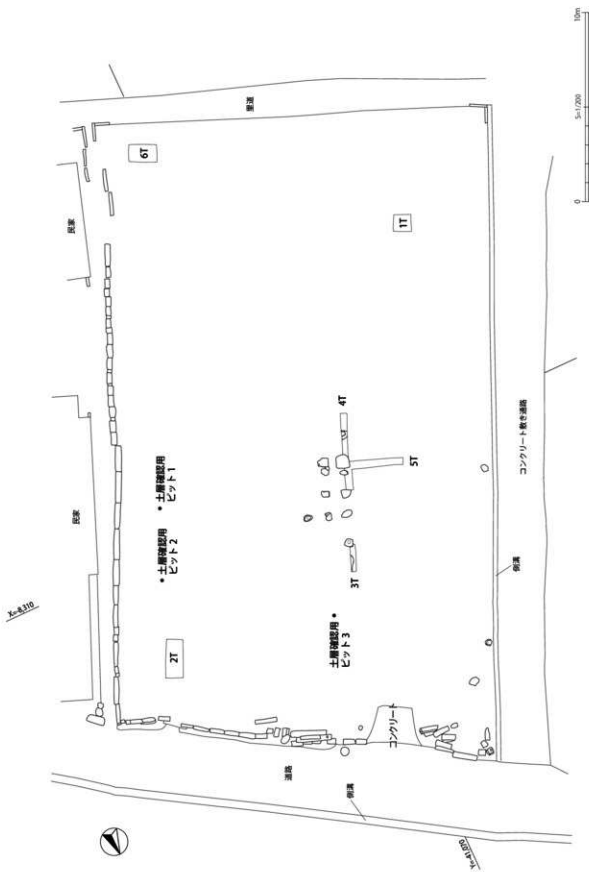 10m
S=1/200
0
里道
6T
1T
民家
民家
4T
5T
3T
土層確認用
ピット1
土層確認用
ピット2
土層確認用
ピット3
2T
コンクリート敷き通路
側溝
コンクリート
道路
側溝
X=-8,310
Y=-41,070